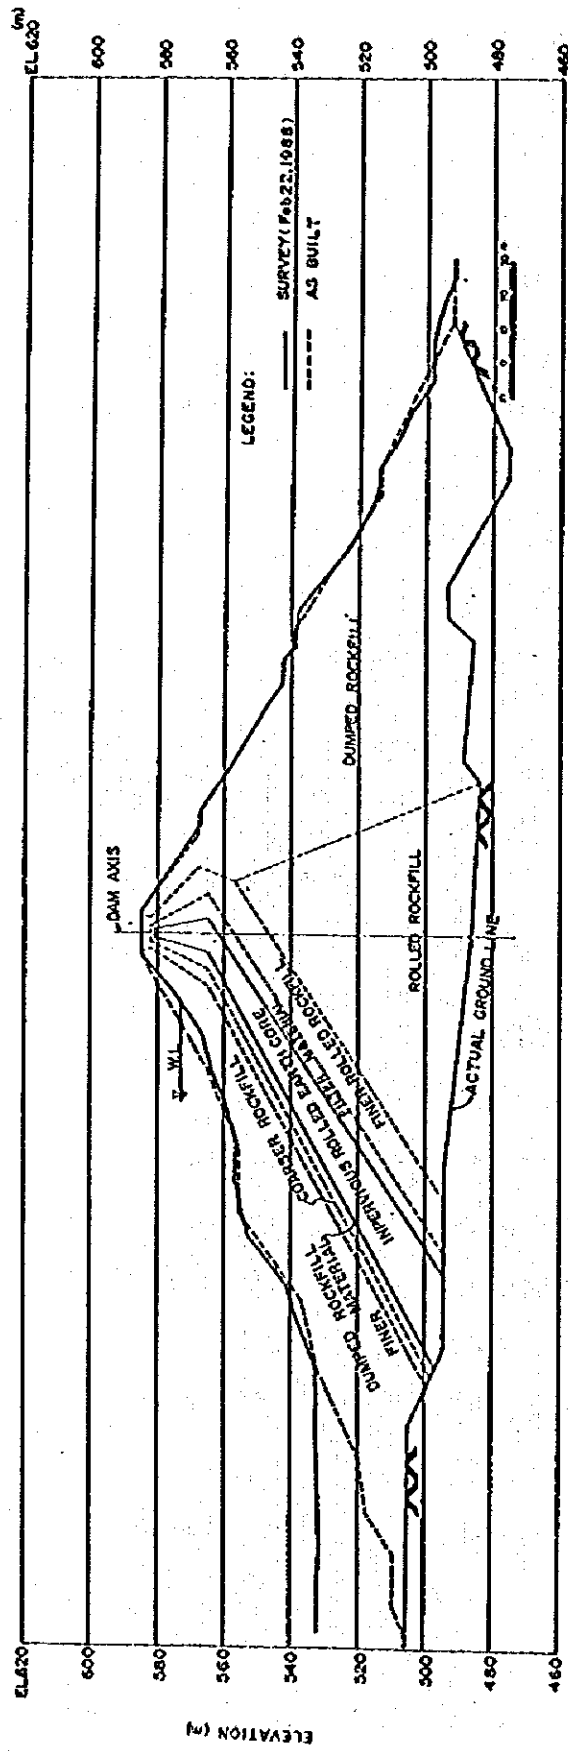 ELEVATION (m)
EL.620
600
580
560
540
520
500
480
460
(m)
EL.620
600
580
560
540
500
480
460
DAM AXIS
W.L
LEGEND:
SURVEY (Feb 22, 1988)
AS BUILT
DUMPED ROCKFILL
ROLLED ROCKFILL
ACTUAL GROUND LINE
FINER ROLLED ROCKFILL
FILTER MATERIAL
INPERVIOUS ROLLED EARTH CORE
COARSER ROCKFILL
DUMPED ROCKFILL
FINER MATERIAL